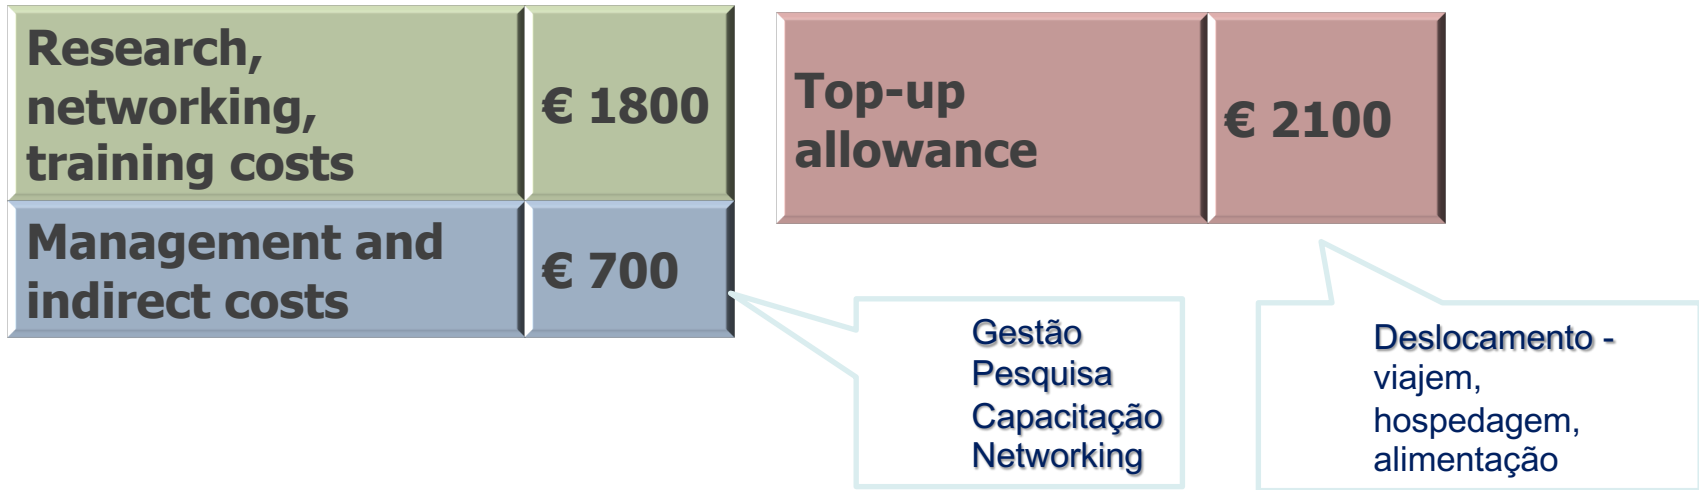 Research,
networking,
training costs
€ 1800
Management and
indirect costs
€ 700
Top-up
allowance
€ 2100
Gestão
Pesquisa
Capacitação
Networking
Deslocamento -
viajem,
hospedagem,
alimentação